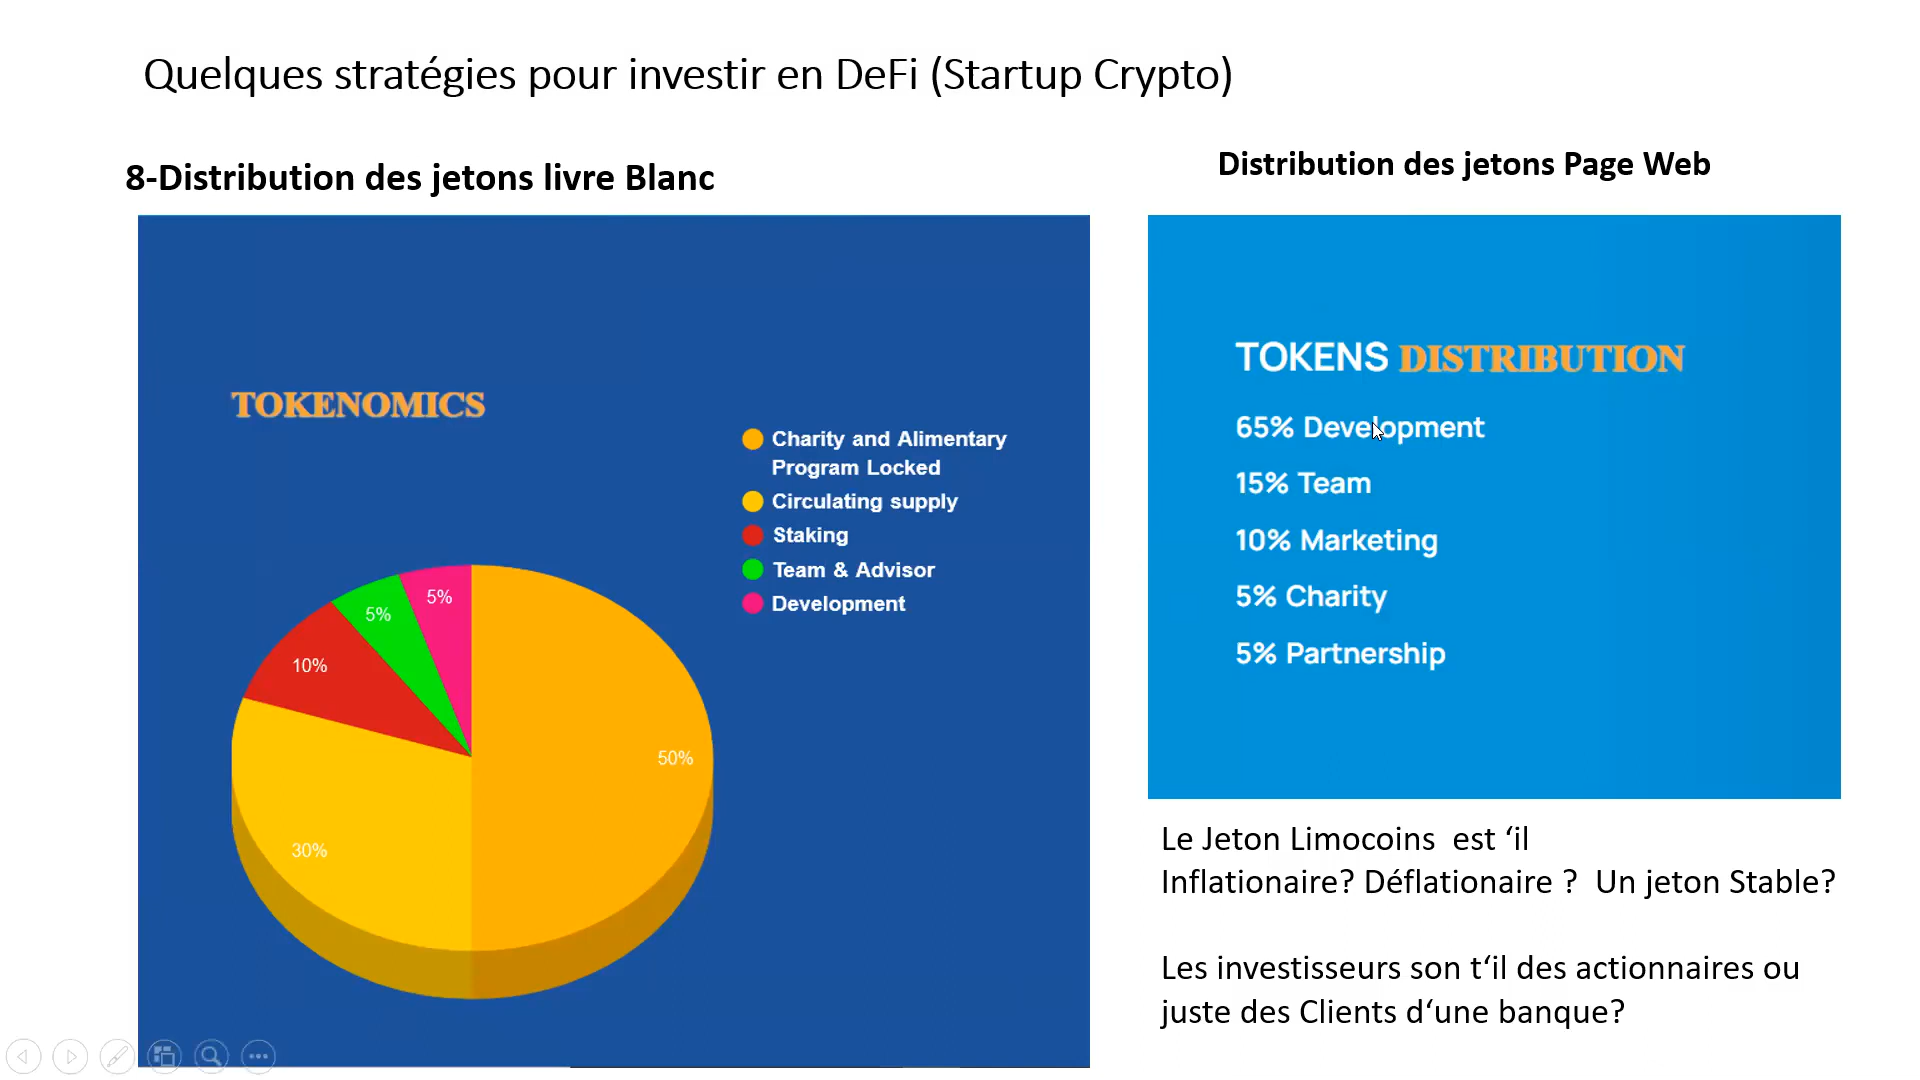 Quelques stratégies pour investir en DeFi (Startup Crypto)
8-Distribution des jetons livre Blanc
TOKENOMICS
Charity and Alimentary
Program Locked
Circulating supply
Staking
Team & Advisor
Development
5%
5%
10%
50%
30%
Distribution des jetons Page Web
TOKENS DISTRIBUTION
65% Development
15% Team
10% Marketing
5% Charity
5% Partnership
Le Jeton Limocoins  est ‘il
Inflationaire? Déflationaire ?  Un jeton Stable?
Les investisseurs son t‘il des actionnaires ou
juste des Clients d‘une banque?